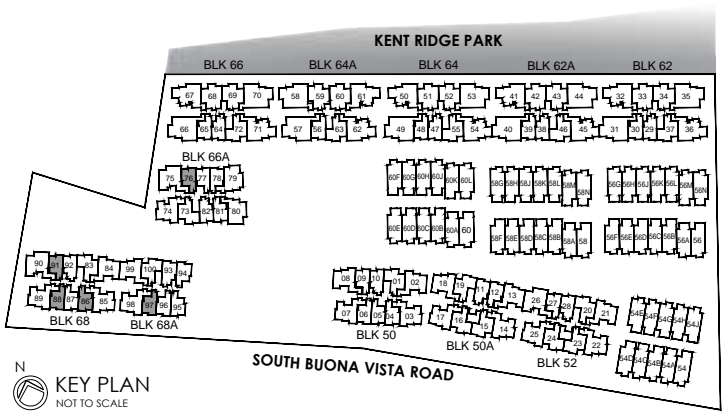 KENT RIDGE PARK
BLK 66 BLK 64A BLK 64 BLK 62A BLK 62
67 68 69 70 58 59 60 61 50 51 52 53 41 42 43 44 32 33 34 35
66 65 64 72 71 57 56 63 62 49 48 47 55 54 40 39 38 46 45 31 30 29 37 36
BLK 66A
75 76 77 78 79 60F 60G 60H 60J 60K 60L 58G 58H 58J 58K 58L 58M 58N 56G 56H 56J 56K 56L 56M 56N
74 73 82 81 80 60E 60D 60C 60B 60A 60 58F 58E 58D 58C 58B 58A 58 56F 56E 56D 56C 56B 56A 56
90 91 92 83 84 99 100 93 94 08 09 10 01 02 18 19 11 12 13 26 27 28 20 21 54E 54F 54G 54H 54J
89 88 87 86 85 98 97 96 95 07 06 05 04 03 17 16 15 14 25 24 23 22 54D 54B 54A 54
BLK 68 BLK 68A BLK 50 BLK 50A BLK 52
SOUTH BUONA VISTA ROAD
N
KEY PLAN
NOT TO SCALE